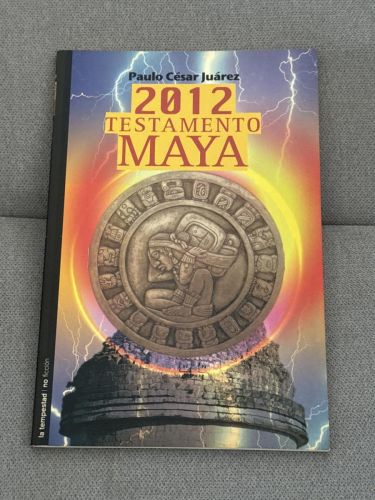 Paulo César Juárez
2012
TESTAMENTO
MAYA
la tempestad | no ficción